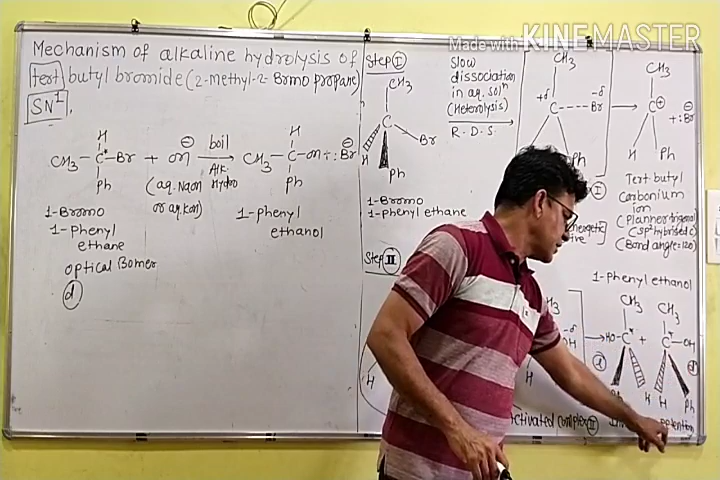 Made with KINEMASTER
Mechanism of alkaline hydrolysis of
tert butyl bromide (2-methyl-2-Bromo propane)
SN1.
H
CH3 - C* - Br + OH⊖ boil CH3 - C - OH + :Br⊖
Alk.
Hydro
Ph
Ph
(aq. NaOH
or aq. KOH)
1-Bromo
1-phenyl
ethane
1-phenyl
ethanol
optical Isomer
d
Step I
CH3
C
Br
H
Ph
1-Bromo
1-phenyl ethane
Slow
dissociation
in aq. soln
(Heterolysis)
R.D.S.
CH3
+δ C ---- Br -δ
Ph
CH3
C⊕ + :Br⊖
H
Ph
Tert butyl
Carbonium
ion
(Planner trigonal)
(SP2 hybrised C)
(Bond angle = 120)
Step II
H
H
1-phenyl ethanol
CH3
CH3
HO-C* + C*-OH
l
d
H H
Ph
Ph
Activated Complex II